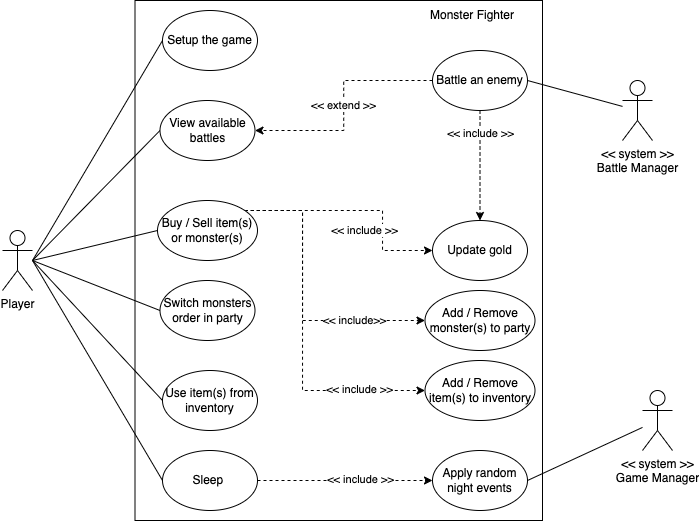 Monster Fighter
Setup the game
Battle an enemy
<< extend >>
View available
battles
<< include >>
<< system >>
Battle Manager
Buy / Sell item(s)
or monster(s)
<< include >>
Update gold
Player
Switch monsters
order in party
<< include>>
Add / Remove
monster(s) to party
Use item(s) from
inventory
<< include >>
Add / Remove
item(s) to inventory
Sleep
<< include >>
Apply random
night events
<< system >>
Game Manager